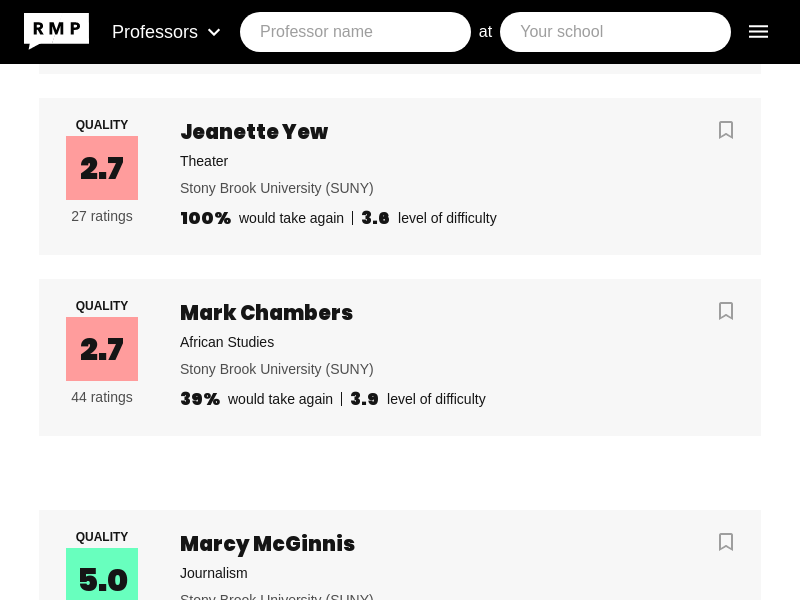 RMP Professors Professor name at Your school
QUALITY
2.7
27 ratings
Jeanette Yew
Theater
Stony Brook University (SUNY)
100% would take again | 3.6 level of difficulty
QUALITY
2.7
44 ratings
Mark Chambers
African Studies
Stony Brook University (SUNY)
39% would take again | 3.9 level of difficulty
QUALITY
5.0
Marcy McGinnis
Journalism
Stony Brook University (SUNY)